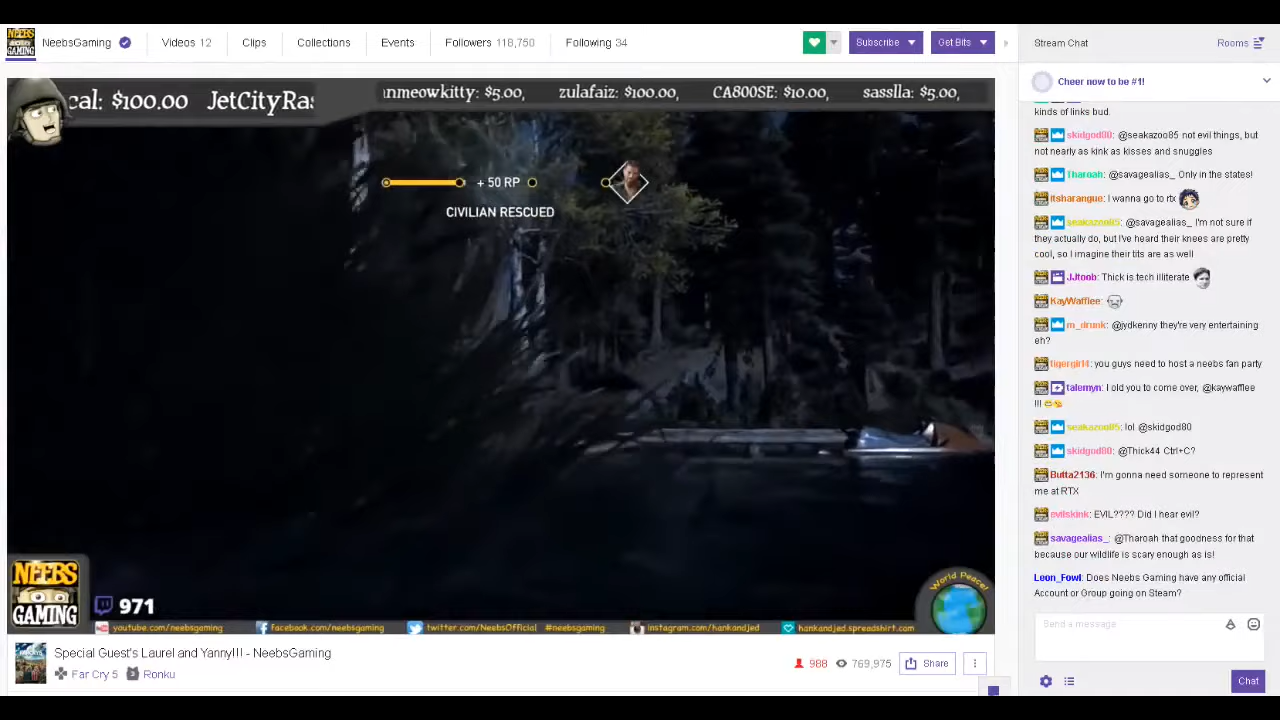 NEEBS
GAMING
NeebsGaming
Videos 12
Clips
Collections
Events
Followers 118,750
Following 34
Subscribe
Get Bits
Stream Chat
Rooms
cal: $100.00 JetCityRas
nmeowkitty: $5.00, zulafaiz: $100.00, CA800SE: $10.00, sasslla: $5.00,
+ 50 RP
CIVILIAN RESCUED
NEEBS
GAMING
971
World Peace!
youtube.com/neebsgaming
facebook.com/neebsgaming
twitter.com/NeebsOfficial #neebsgaming
instagram.com/handandjed
hankandjed.spreadshirt.com
Special Guest's Laurel and Yanny!!! - NeebsGaming
Far Cry 5
Ronku
988
769,975
Share
Cheer now to be #1!
kinds of links bud.
skidgod80: @seakazoo85 not evil things, but
not nearly as kink as kisses and snuggles
Tharoah: @savagealias_ Only in the states!
itsharangue: I wanna go to rtx
seakazoo85: @savagealias_ I'm not sure if
they actually do, but I've heard their knees are pretty
cool, so I imagine their tits are as well
JJtoob: Thick is tech illiterate
KayWafflee:
m_drunk: @jydkenny they're very entertaining
eh?
tigergirl4: you guys need to host a neebs fan party
talemyn: I old you to come over, @kaywafflee
!!!
seakazoo85: lol @skidgod80
skidgod80: @Thick44 Ctrl+C?
Butta2136: I'm gonna need someone to represent
me at RTX
evilskink: EVIL???? Did I hear evil?
savagealias_: @Tharoah that goodness for that
because our wildlife is scary enough as is!
Leon_Fowl: Does Neebs Gaming have any official
Account or Group going on Steam?
Send a message
Chat